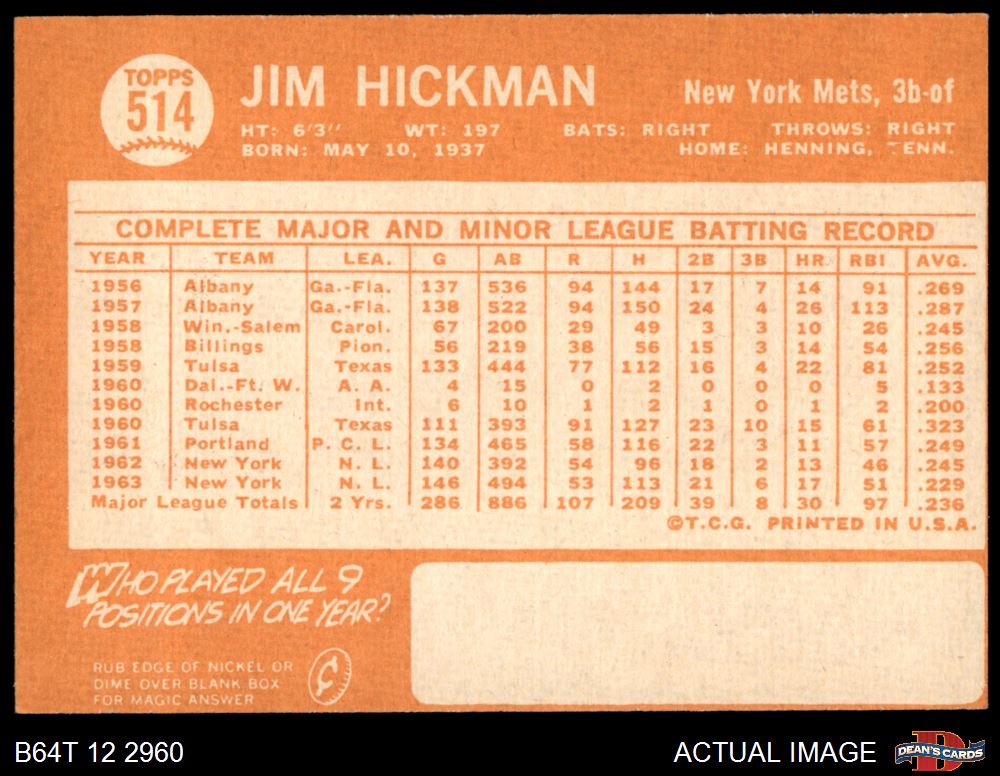 TOPPS
514
JIM HICKMAN
New York Mets, 3b-of
HT: 6'3" WT: 197 BATS: RIGHT THROWS: RIGHT
BORN: MAY 10, 1937 HOME: HENNING, TENN.
COMPLETE MAJOR AND MINOR LEAGUE BATTING RECORD
YEAR TEAM LEA. G AB R H 2B 3B HR RBI AVG.
1956 Albany Ga.-Fla. 137 536 94 144 17 7 14 91 .269
1957 Albany Ga.-Fla. 138 522 94 150 24 4 26 113 .287
1958 Win.-Salem Carol. 67 200 29 49 3 3 10 26 .245
1958 Billings Pion. 56 219 38 56 15 3 14 54 .256
1959 Tulsa Texas 133 444 77 112 16 4 22 81 .252
1960 Dal.-Ft. W. A. A. 4 15 0 2 0 0 0 5 .133
1960 Rochester Int. 6 10 1 2 1 0 1 2 .200
1960 Tulsa Texas 111 393 91 127 23 10 15 61 .323
1961 Portland P. C. L. 134 465 58 116 22 3 11 57 .249
1962 New York N. L. 140 392 54 96 18 2 13 46 .245
1963 New York N. L. 146 494 53 113 21 6 17 51 .229
Major League Totals 2 Yrs. 286 886 107 209 39 8 30 97 .236
©T.C.G. PRINTED IN U.S.A.
WHO PLAYED ALL 9
POSITIONS IN ONE YEAR?
RUB EDGE OF NICKEL OR
DIME OVER BLANK BOX
FOR MAGIC ANSWER
¢
B64T 12 2960
ACTUAL IMAGE
DEAN'S CARDS